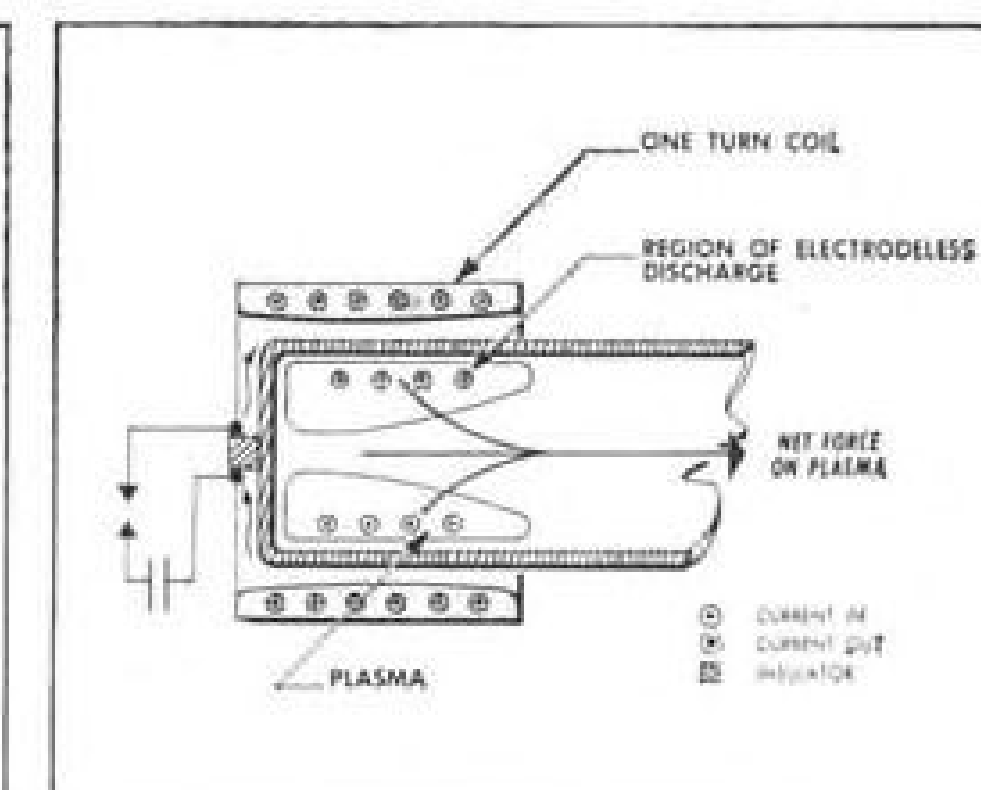 ONE TURN COIL
REGION OF ELECTRODELESS
DISCHARGE
NET FORCE
ON PLASMA
PLASMA
CURRENT IN
CURRENT OUT
INSULATOR